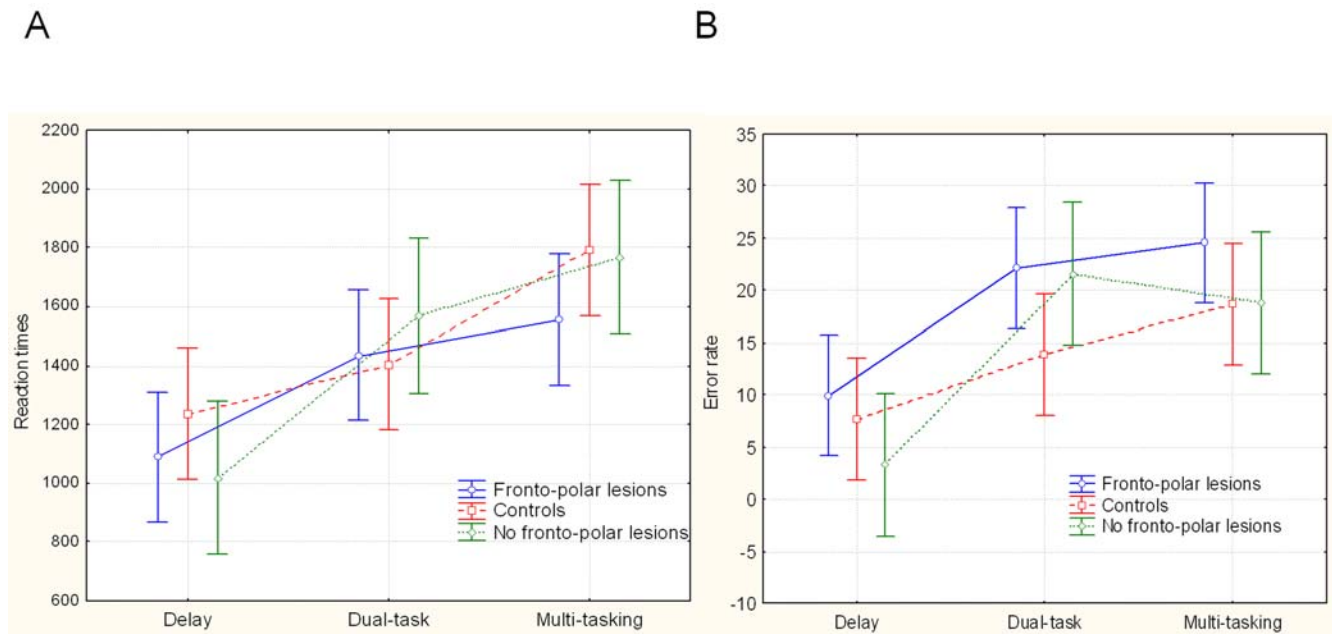 A
B
2200
2000
1800
1600
1400
1200
1000
800
600
Reaction times
Fronto-polar lesions
Controls
No fronto-polar lesions
Delay Dual-task Multi-tasking
35
30
25
20
15
10
5
0
-5
-10
Error rate
Fronto-polar lesions
Controls
No fronto-polar lesions
Delay Dual-task Multi-tasking